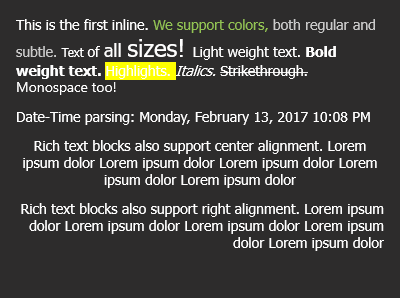 This is the first inline. We support colors, both regular and
subtle. Text of all sizes! Light weight text. Bold
weight text. Highlights. Italics. Strikethrough.
Monospace too!
Date-Time parsing: Monday, February 13, 2017 10:08 PM
Rich text blocks also support center alignment. Lorem
ipsum dolor Lorem ipsum dolor Lorem ipsum dolor Lorem
ipsum dolor Lorem ipsum dolor
Rich text blocks also support right alignment. Lorem ipsum
dolor Lorem ipsum dolor Lorem ipsum dolor Lorem ipsum
dolor Lorem ipsum dolor